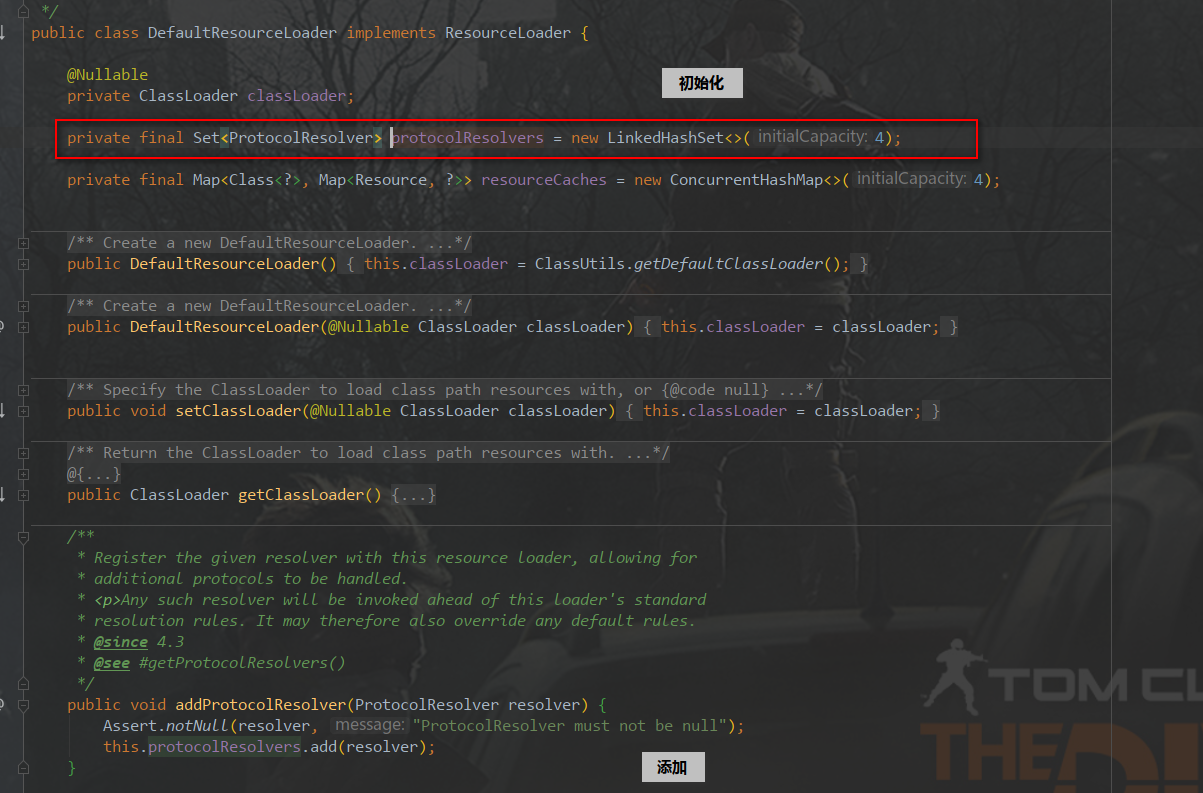 */
public class DefaultResourceLoader implements ResourceLoader {
@Nullable
private ClassLoader classLoader;
初始化
private final Set<ProtocolResolver> protocolResolvers = new LinkedHashSet<>( initialCapacity: 4);
private final Map<Class<?>, Map<Resource, ?>> resourceCaches = new ConcurrentHashMap<>( initialCapacity: 4);
/** Create a new DefaultResourceLoader. ...*/
public DefaultResourceLoader() { this.classLoader = ClassUtils.getDefaultClassLoader(); }
/** Create a new DefaultResourceLoader. ...*/
public DefaultResourceLoader(@Nullable ClassLoader classLoader) { this.classLoader = classLoader; }
/** Specify the ClassLoader to load class path resources with, or {@code null} ...*/
public void setClassLoader(@Nullable ClassLoader classLoader) { this.classLoader = classLoader; }
/** Return the ClassLoader to load class path resources with. ...*/
@{...}
public ClassLoader getClassLoader() {...}
/**
* Register the given resolver with this resource loader, allowing for
* additional protocols to be handled.
* <p>Any such resolver will be invoked ahead of this loader's standard
* resolution rules. It may therefore also override any default rules.
* @since 4.3
* @see #getProtocolResolvers()
*/
public void addProtocolResolver(ProtocolResolver resolver) {
Assert.notNull(resolver, message: "ProtocolResolver must not be null");
this.protocolResolvers.add(resolver);
}
添加
TOM CL
THE DI